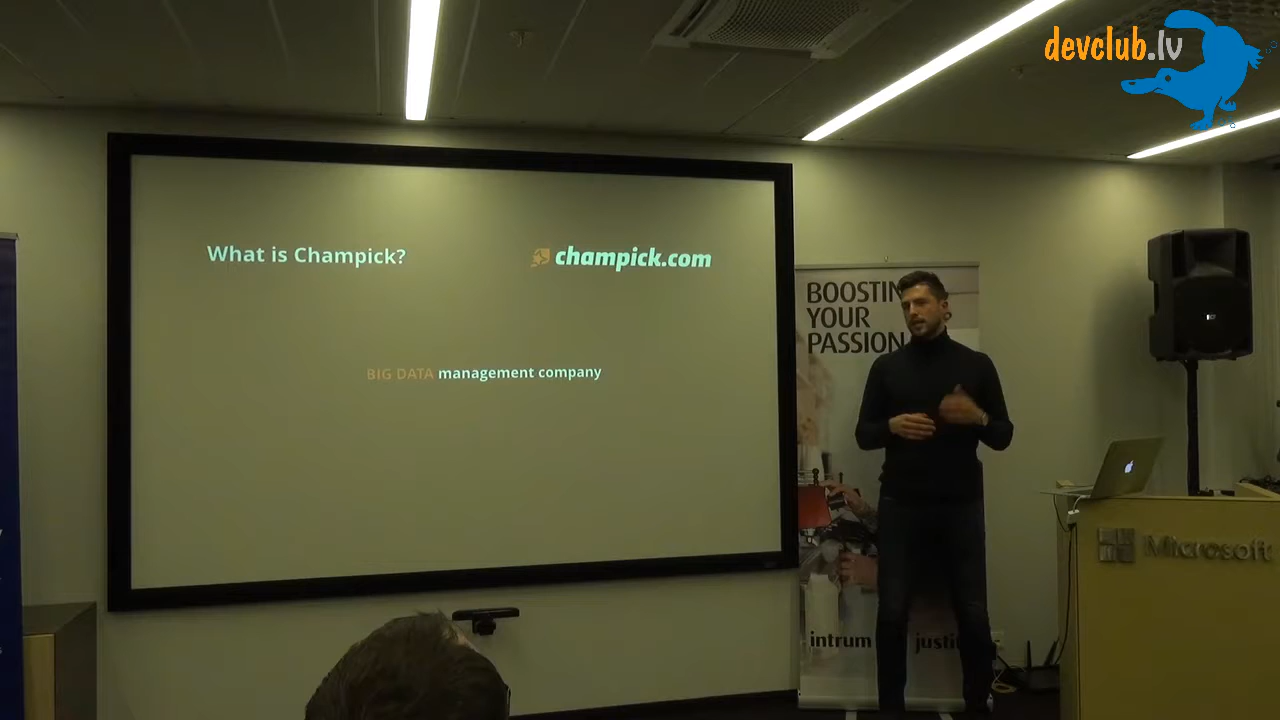 devclub.lv
What is Champick?
champick.com
BIG DATA management company
BOOSTIN
YOUR
PASSION
intrum justi
Microsoft